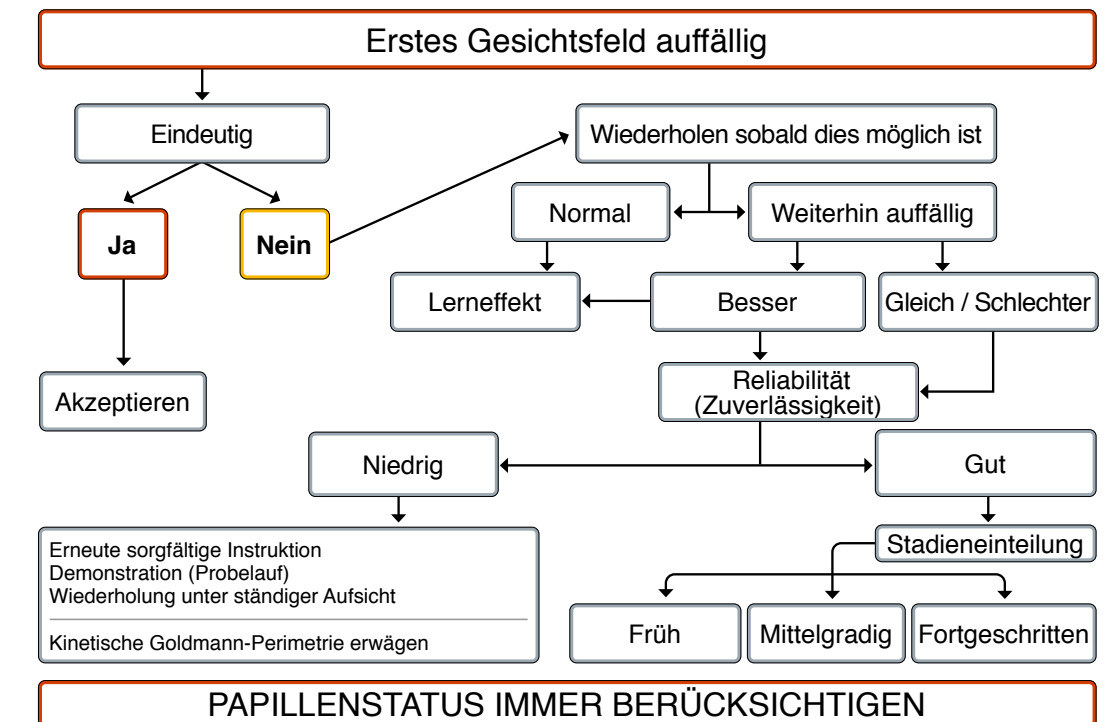 Erstes Gesichtsfeld auffällig
Eindeutig
Wiederholen sobald dies möglich ist
Ja
Nein
Normal
Weiterhin auffällig
Lerneffekt
Besser
Gleich / Schlechter
Akzeptieren
Reliabilität
(Zuverlässigkeit)
Niedrig
Gut
Erneute sorgfältige Instruktion
Demonstration (Probelauf)
Wiederholung unter ständiger Aufsicht
Kinetische Goldmann-Perimetrie erwägen
Stadieneinteilung
Früh
Mittelgradig
Fortgeschritten
PAPILLENSTATUS IMMER BERÜCKSICHTIGEN